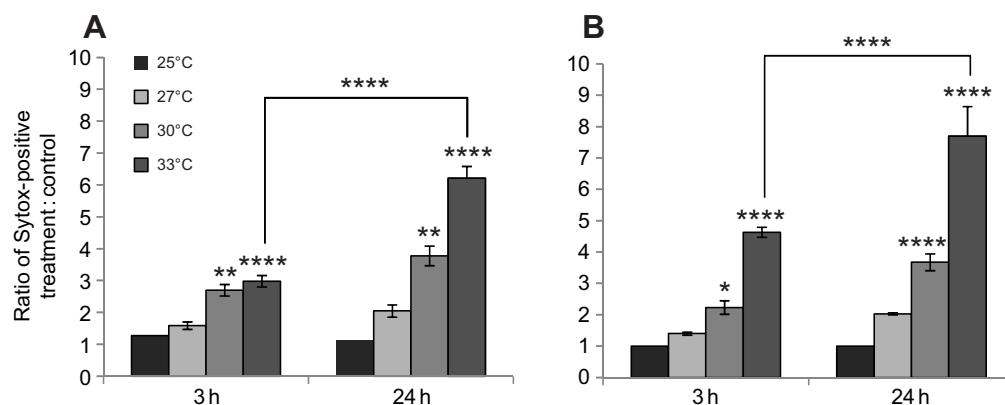 A
B
Ratio of Sytox-positive
treatment: control
10
9
8
7
6
5
4
3
2
1
0
25°C
27°C
30°C
33°C
**
****
****
**
****
3 h
24 h
10
9
8
7
6
5
4
3
2
1
0
*
****
****
****
****
3 h
24 h